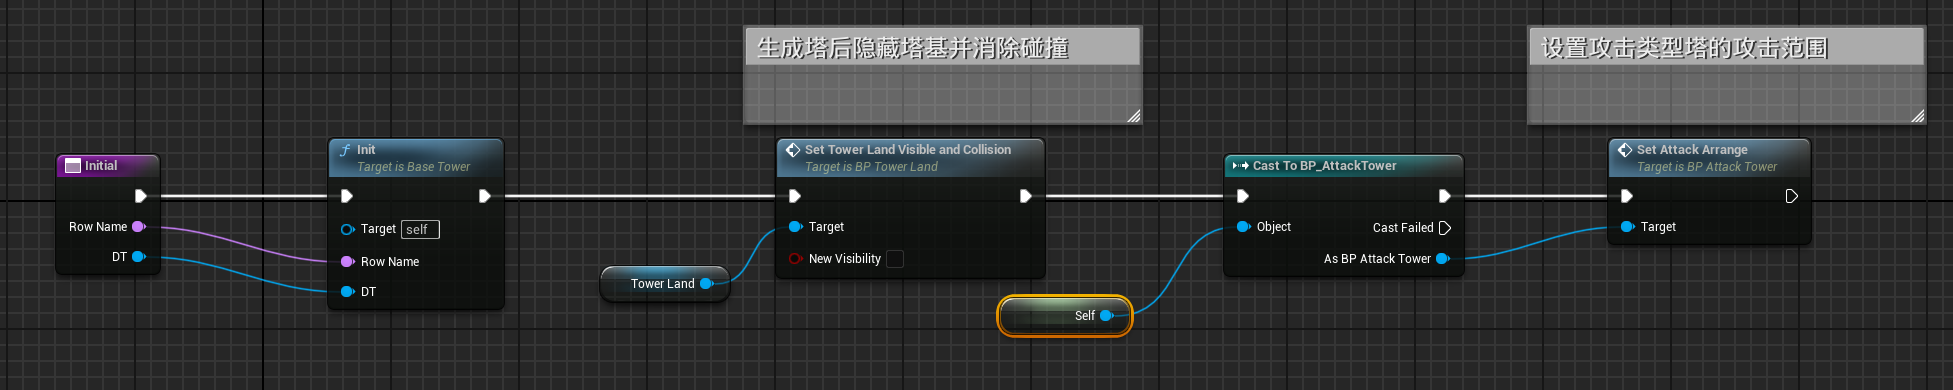 生成塔后隐藏塔基并消除碰撞
设置攻击类型塔的攻击范围
Initial
Row Name
DT
Init
Target is Base Tower
Target self
Row Name
DT
Tower Land
Set Tower Land Visible and Collision
Target is BP Tower Land
Target
New Visibility
Self
Cast To BP_AttackTower
Object
Cast Failed
As BP Attack Tower
Set Attack Arrange
Target is BP Attack Tower
Target